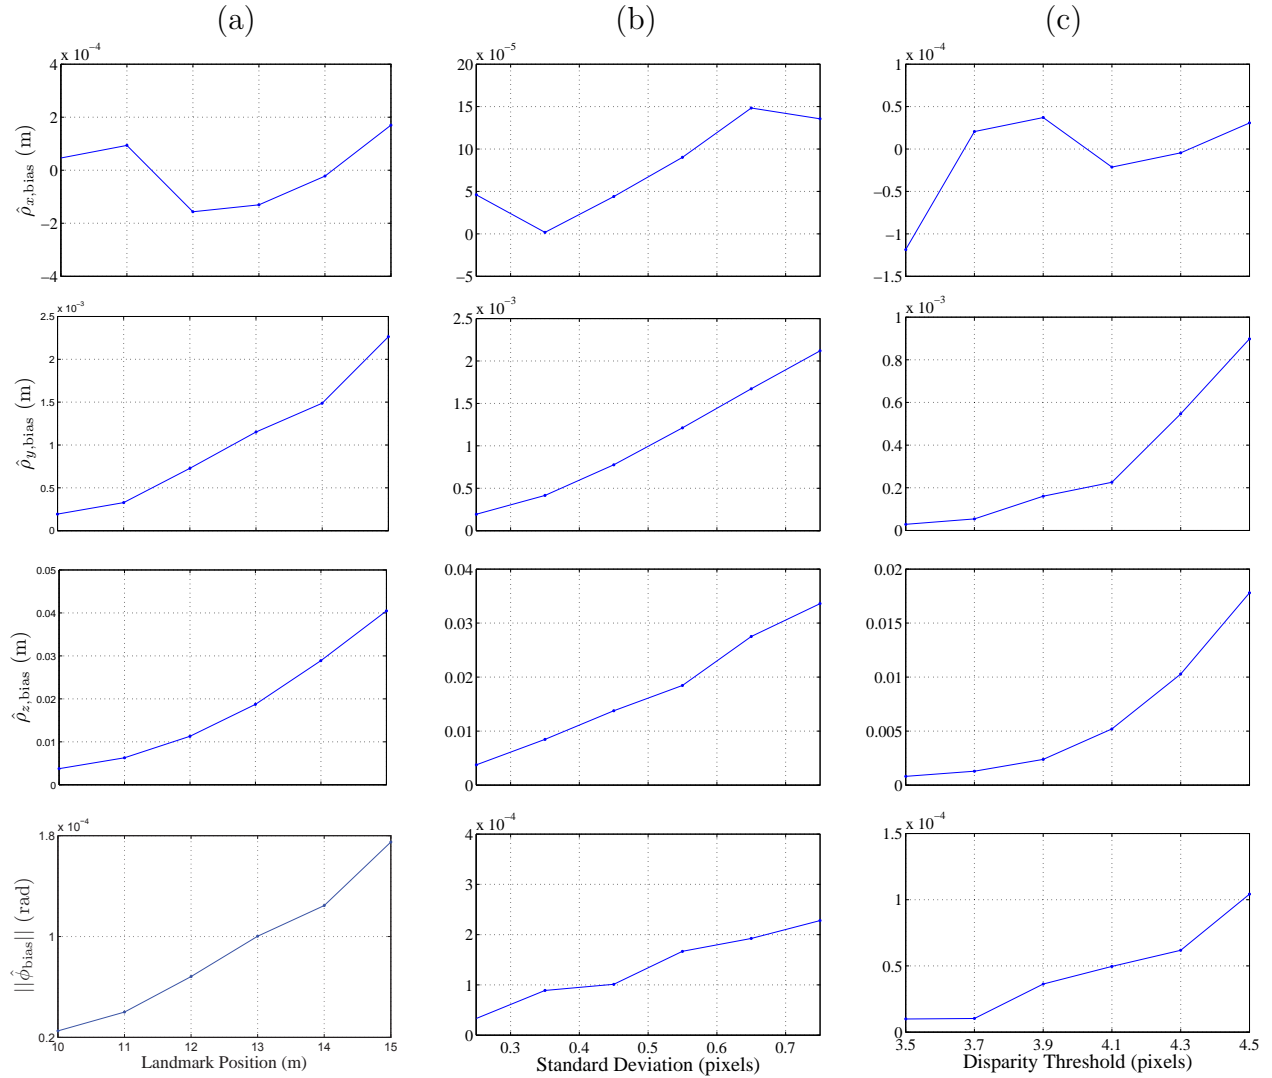 (a) (b) (c)
x 10⁻⁴ x 10⁻⁵ x 10⁻⁴
4 2 0 −2 −4
ρ̂x,bias (m)
20 15 10 5 0 −5
1 0.5 0 −0.5 −1 −1.5
x 10⁻³ x 10⁻³ x 10⁻³
2.5 2 1.5 1 0.5 0
ρ̂y,bias (m)
2.5 2 1.5 1 0.5 0
1 0.8 0.6 0.4 0.2 0
0.05 0.04 0.03 0.02 0.01 0
ρ̂z,bias (m)
0.04 0.03 0.02 0.01 0
0.02 0.015 0.01 0.005 0
x 10⁻⁴ x 10⁻⁴ x 10⁻⁴
1.8 1 0.2
||ϕ̂bias|| (rad)
4 3 2 1 0
1.5 1 0.5 0
10 11 12 13 14 15
0.3 0.4 0.5 0.6 0.7
3.5 3.7 3.9 4.1 4.3 4.5
Landmark Position (m)
Standard Deviation (pixels)
Disparity Threshold (pixels)